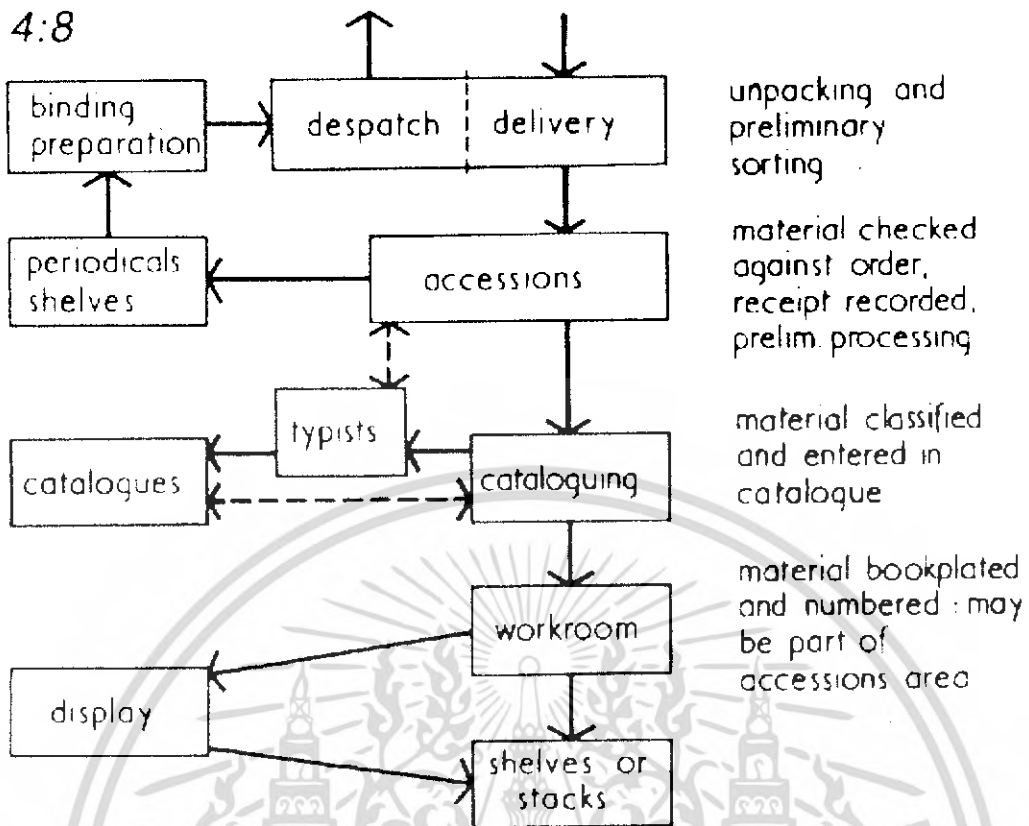 4:8
binding
preparation
despatch
delivery
unpacking and
preliminary
sorting
periodicals
shelves
accessions
material checked
against order,
receipt recorded,
prelim. processing
typists
catalogues
cataloguing
material classified
and entered in
catalogue
workroom
material bookplated
and numbered : may
be part of
accessions area
display
shelves or
stacks